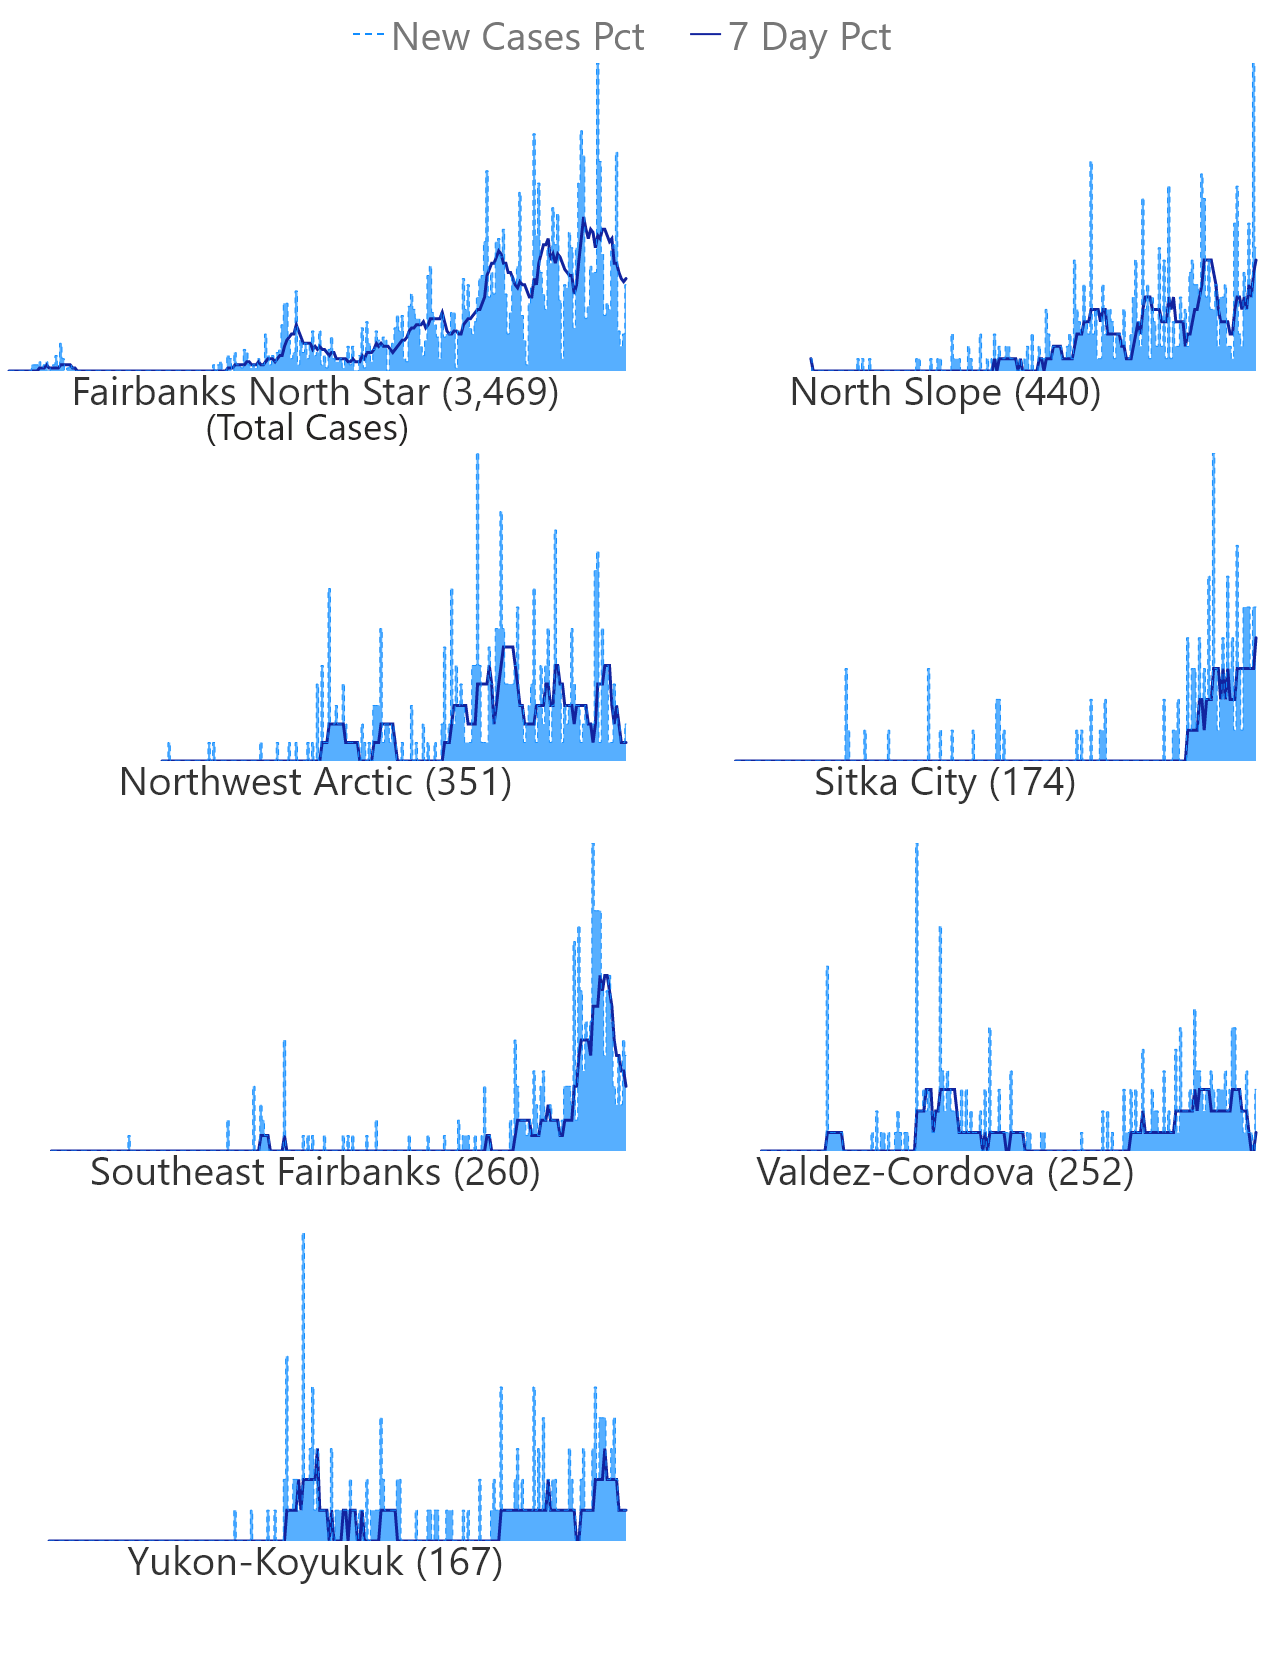 New Cases Pct 7 Day Pct
Fairbanks North Star (3,469)
(Total Cases)
North Slope (440)
Northwest Arctic (351)
Sitka City (174)
Southeast Fairbanks (260)
Valdez-Cordova (252)
Yukon-Koyukuk (167)